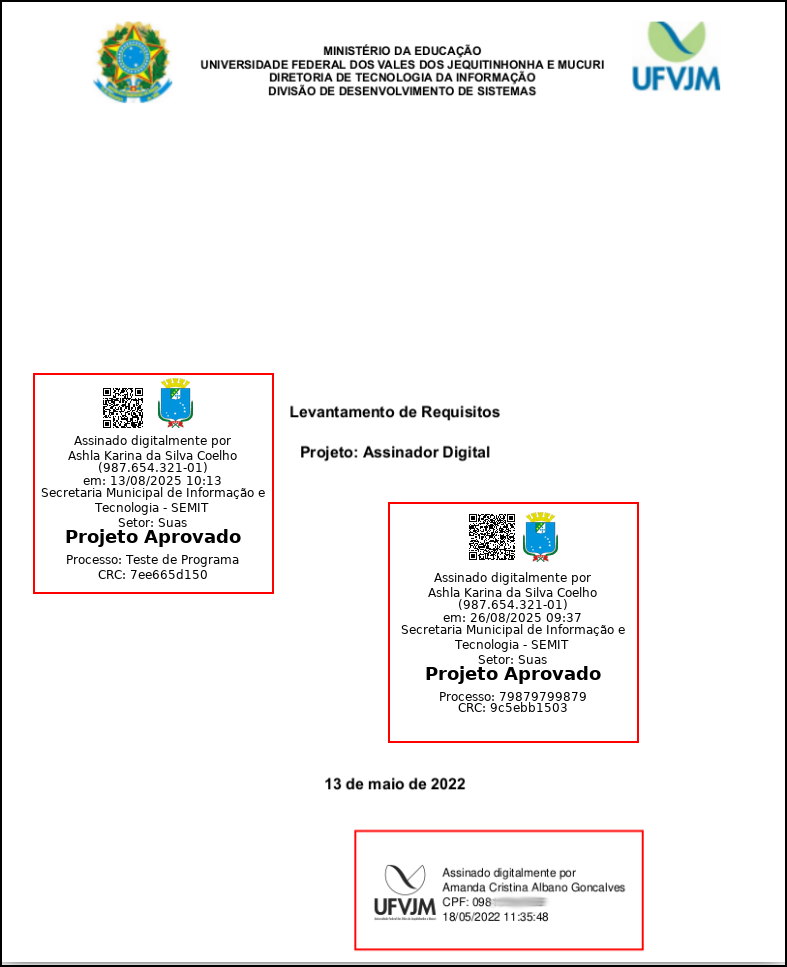 MINISTÉRIO DA EDUCAÇÃO
UNIVERSIDADE FEDERAL DOS VALES DOS JEQUITINHONHA E MUCURI
DIRETORIA DE TECNOLOGIA DA INFORMAÇÃO
DIVISÃO DE DESENVOLVIMENTO DE SISTEMAS
UFVJM
Levantamento de Requisitos
Projeto: Assinador Digital
Assinado digitalmente por
Ashla Karina da Silva Coelho
(987.654.321-01)
em: 13/08/2025 10:13
Secretaria Municipal de Informação e
Tecnologia - SEMIT
Setor: Suas
Projeto Aprovado
Processo: Teste de Programa
CRC: 7ee665d150
Assinado digitalmente por
Ashla Karina da Silva Coelho
(987.654.321-01)
em: 26/08/2025 09:37
Secretaria Municipal de Informação e
Tecnologia - SEMIT
Setor: Suas
Projeto Aprovado
Processo: 79879799879
CRC: 9c5ebb1503
13 de maio de 2022
UFVJM
Assinado digitalmente por
Amanda Cristina Albano Goncalves
CPF: 098
18/05/2022 11:35:48